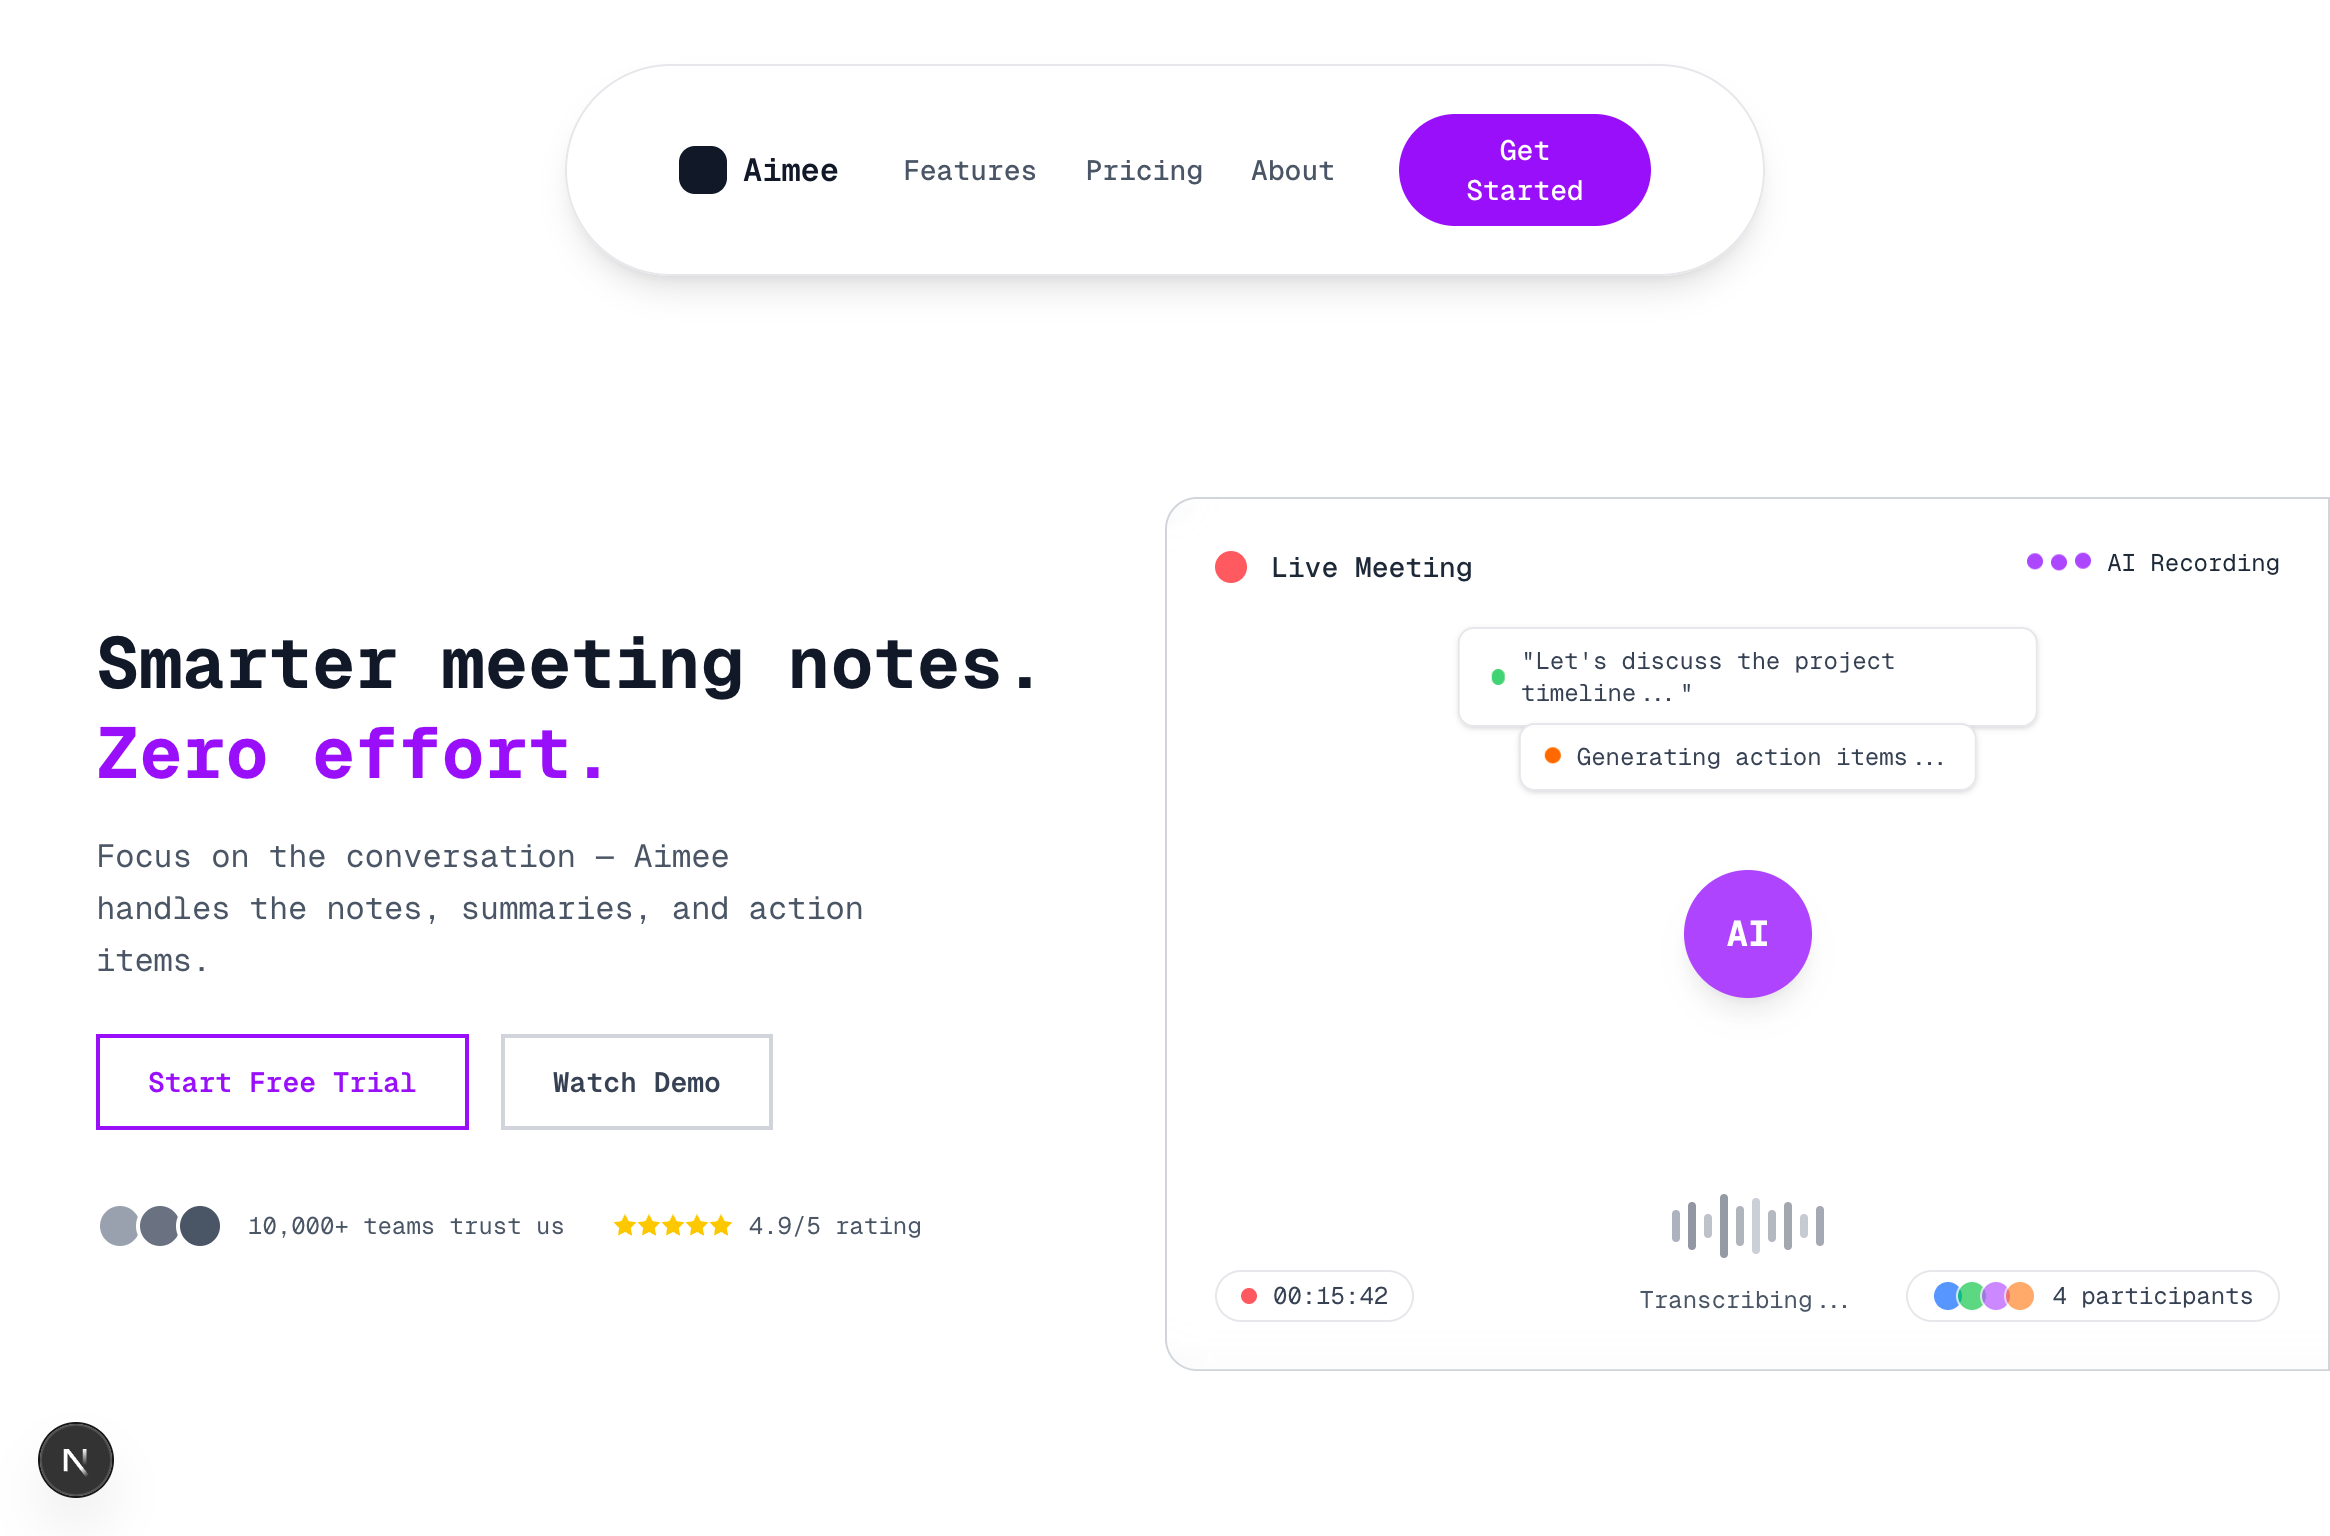 Aimee
Features
Pricing
About
Get
Started
Smarter meeting notes.
Zero effort.
Focus on the conversation — Aimee
handles the notes, summaries, and action
items.
Start Free Trial
Watch Demo
10,000+ teams trust us
4.9/5 rating
Live Meeting
AI Recording
"Let's discuss the project
timeline..."
Generating action items...
AI
Transcribing...
00:15:42
4 participants
N